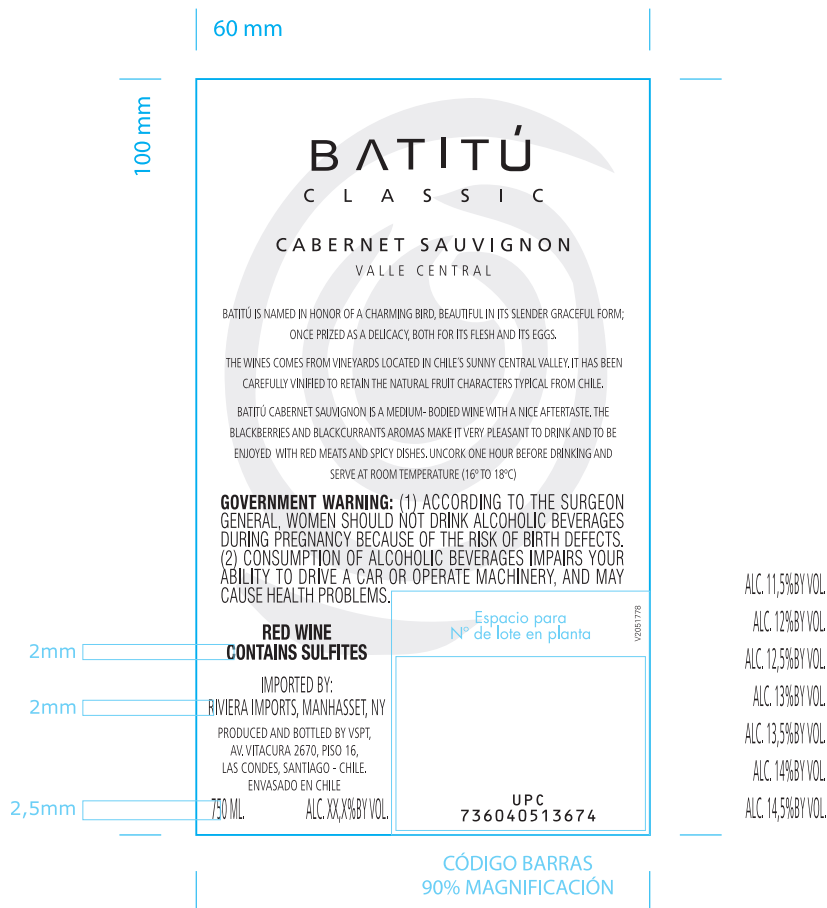 60 mm
100 mm
BATITÚ
CLASSIC
CABERNET SAUVIGNON
VALLE CENTRAL
BATITÚ IS NAMED IN HONOR OF A CHARMING BIRD, BEAUTIFUL IN ITS SLENDER GRACEFUL FORM;
ONCE PRIZED AS A DELICACY, BOTH FOR ITS FLESH AND ITS EGGS.
THE WINES COMES FROM VINEYARDS LOCATED IN CHILE'S SUNNY CENTRAL VALLEY. IT HAS BEEN
CAREFULLY VINIFIED TO RETAIN THE NATURAL FRUIT CHARACTERS TYPICAL FROM CHILE.
BATITÚ CABERNET SAUVIGNON IS A MEDIUM- BODIED WINE WITH A NICE AFTERTASTE. THE
BLACKBERRIES AND BLACKCURRANTS AROMAS MAKE IT VERY PLEASANT TO DRINK AND TO BE
ENJOYED WITH RED MEATS AND SPICY DISHES. UNCORK ONE HOUR BEFORE DRINKING AND
SERVE AT ROOM TEMPERATURE (16º TO 18ºC)
GOVERNMENT WARNING: (1) ACCORDING TO THE SURGEON
GENERAL, WOMEN SHOULD NOT DRINK ALCOHOLIC BEVERAGES
DURING PREGNANCY BECAUSE OF THE RISK OF BIRTH DEFECTS.
(2) CONSUMPTION OF ALCOHOLIC BEVERAGES IMPAIRS YOUR
ABILITY TO DRIVE A CAR OR OPERATE MACHINERY, AND MAY
CAUSE HEALTH PROBLEMS.
RED WINE
CONTAINS SULFITES
2mm
IMPORTED BY:
RIVIERA IMPORTS, MANHASSET, NY
2mm
PRODUCED AND BOTTLED BY VSPT,
AV. VITACURA 2670, PISO 16,
LAS CONDES, SANTIAGO - CHILE.
ENVASADO EN CHILE
750 ML. ALC. XX,X%BY VOL.
2,5mm
Espacio para
Nº de lote en planta
V2051778
UPC
736040513674
CÓDIGO BARRAS
90% MAGNIFICACIÓN
ALC. 11,5%BY VOL.
ALC. 12%BY VOL.
ALC. 12,5%BY VOL.
ALC. 13%BY VOL.
ALC. 13,5%BY VOL.
ALC. 14%BY VOL.
ALC. 14,5%BY VOL.